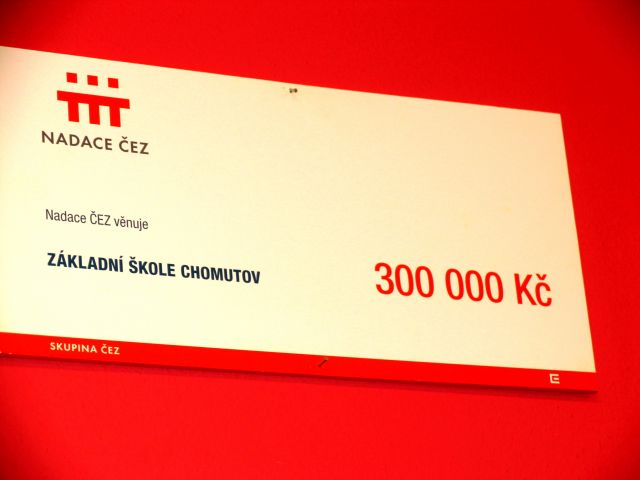 NADACE ČEZ
Nadace ČEZ věnuje
ZÁKLADNÍ ŠKOLE CHOMUTOV
300 000 Kč
SKUPINA ČEZ